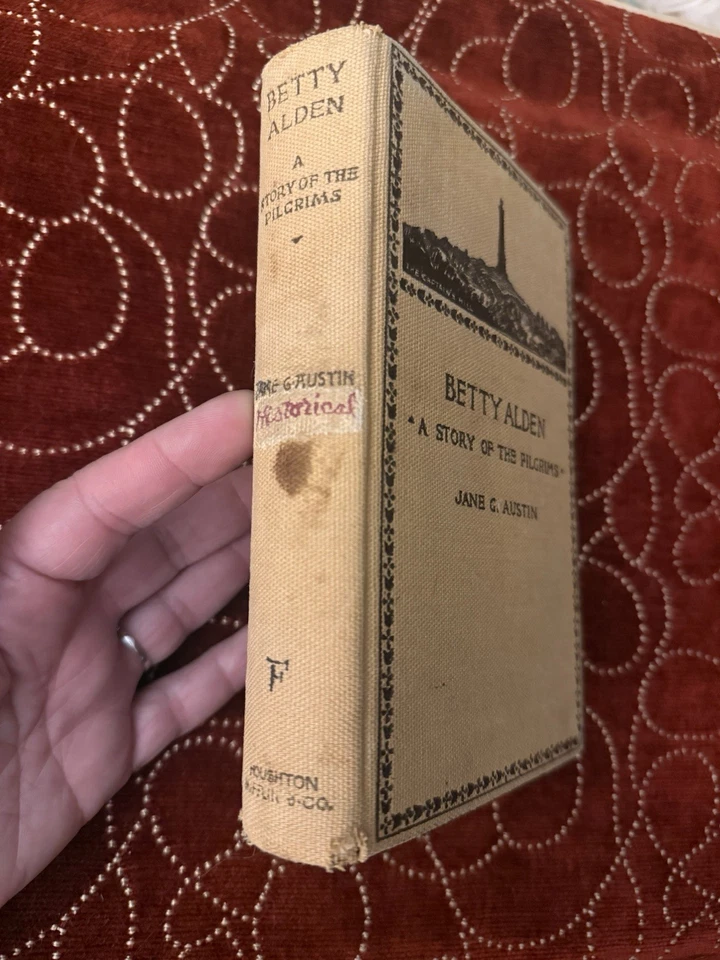 BETTY
ALDEN
A
STORY OF THE
PILGRIMS
JANE G. AUSTIN
Historical
F
HOUGHTON
MIFFLIN & CO.
BETTY ALDEN
"A STORY OF THE PILGRIMS"
JANE G. AUSTIN